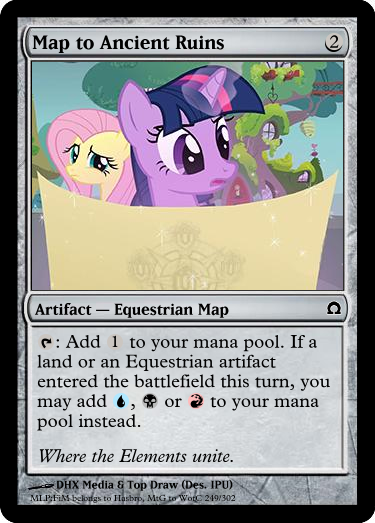 Map to Ancient Ruins 2
Artifact — Equestrian Map Ω
: Add 1 to your mana pool. If a
land or an Equestrian artifact
entered the battlefield this turn, you
may add , or to your mana
pool instead.
Where the Elements unite.
DHX Media & Top Draw (Des. IPU)
MLP:FiM belongs to Hasbro, MtG to WotC 249/302